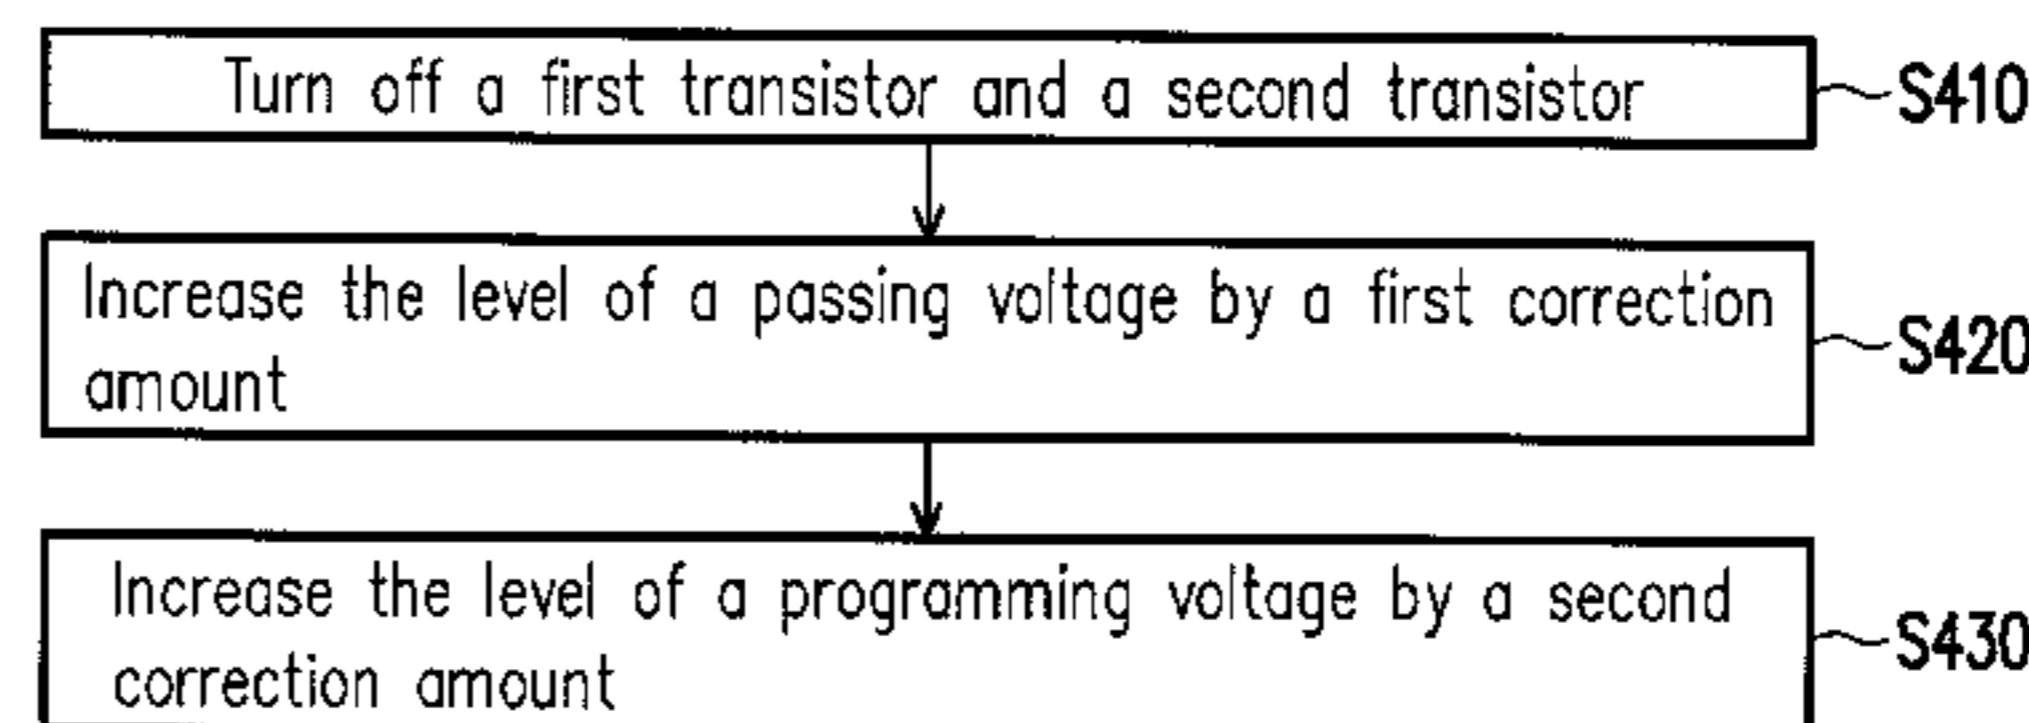 Turn off a first transistor and a second transistor
S410
Increase the level of a passing voltage by a first correction
amount
S420
Increase the level of a programming voltage by a second
correction amount
S430